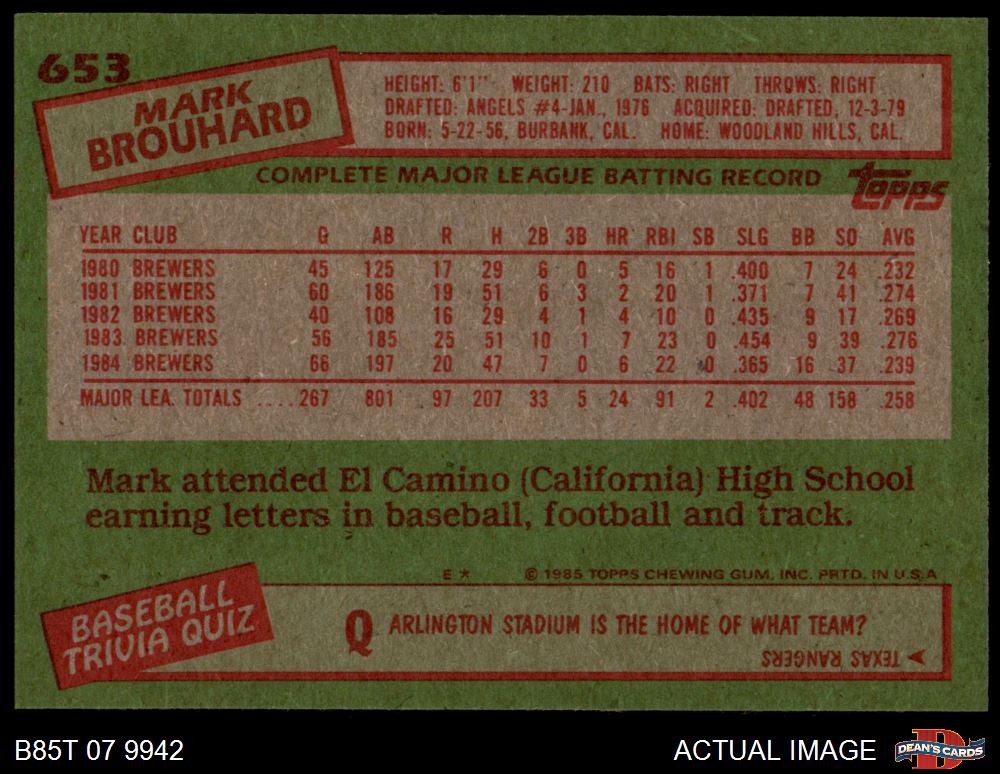 653
MARK
BROUHARD
HEIGHT: 6'1" WEIGHT: 210 BATS: RIGHT THROWS: RIGHT
DRAFTED: ANGELS #4-JAN., 1976 ACQUIRED: DRAFTED, 12-3-79
BORN: 5-22-56, BURBANK, CAL. HOME: WOODLAND HILLS, CAL.
COMPLETE MAJOR LEAGUE BATTING RECORD
topps
YEAR CLUB G AB R H 2B 3B HR RBI SB SLG BB SO AVG
1980 BREWERS 45 125 17 29 6 0 5 16 1 .400 7 24 .232
1981 BREWERS 60 186 19 51 6 3 2 20 1 .371 7 41 .274
1982 BREWERS 40 108 16 29 4 1 4 10 0 .435 9 17 .269
1983 BREWERS 56 185 25 51 10 1 7 23 0 .454 9 39 .276
1984 BREWERS 66 197 20 47 7 0 6 22 0 .365 16 37 .239
MAJOR LEA. TOTALS ....267 801 97 207 33 5 24 91 2 .402 48 158 .258
Mark attended El Camino (California) High School
earning letters in baseball, football and track.
E * © 1985 TOPPS CHEWING GUM, INC. PRTD. IN U.S.A
BASEBALL
TRIVIA QUIZ
Q ARLINGTON STADIUM IS THE HOME OF WHAT TEAM?
TEXAS RANGERS
B85T 07 9942
ACTUAL IMAGE
D
DEAN'S CARDS